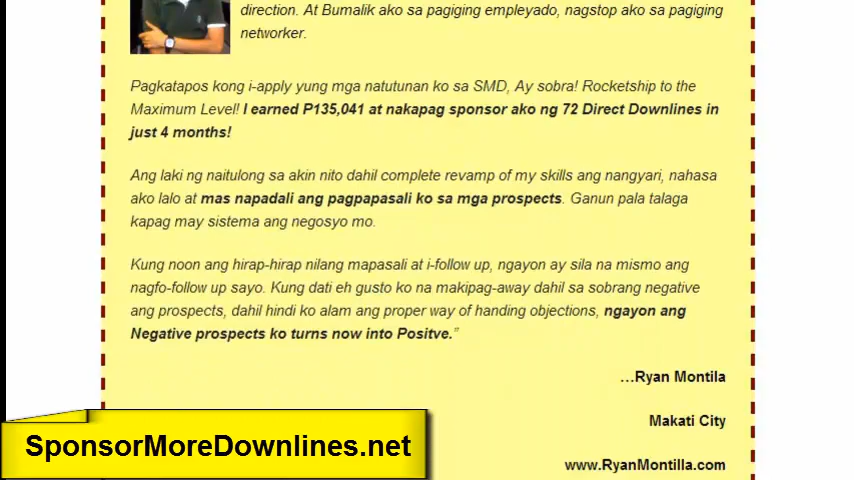 direction. At Bumalik ako sa pagiging empleyado, nagstop ako sa pagiging
networker.
Pagkatapos kong i-apply yung mga natutunan ko sa SMD, Ay sobra! Rocketship to the
Maximum Level! I earned P135,041 at nakapag sponsor ako ng 72 Direct Downlines in
just 4 months!
Ang laki ng naitulong sa akin nito dahil complete revamp of my skills ang nangyari, nahasa
ako lalo at mas napadali ang pagpapasali ko sa mga prospects. Ganun pala talaga
kapag may sistema ang negosyo mo.
Kung noon ang hirap-hirap nilang mapasali at i-follow up, ngayon ay sila na mismo ang
nagfo-follow up sayo. Kung dati eh gusto ko na makipag-away dahil sa sobrang negative
ang prospects, dahil hindi ko alam ang proper way of handing objections, ngayon ang
Negative prospects ko turns now into Positve.”
…Ryan Montila
Makati City
www.RyanMontilla.com
SponsorMoreDownlines.net